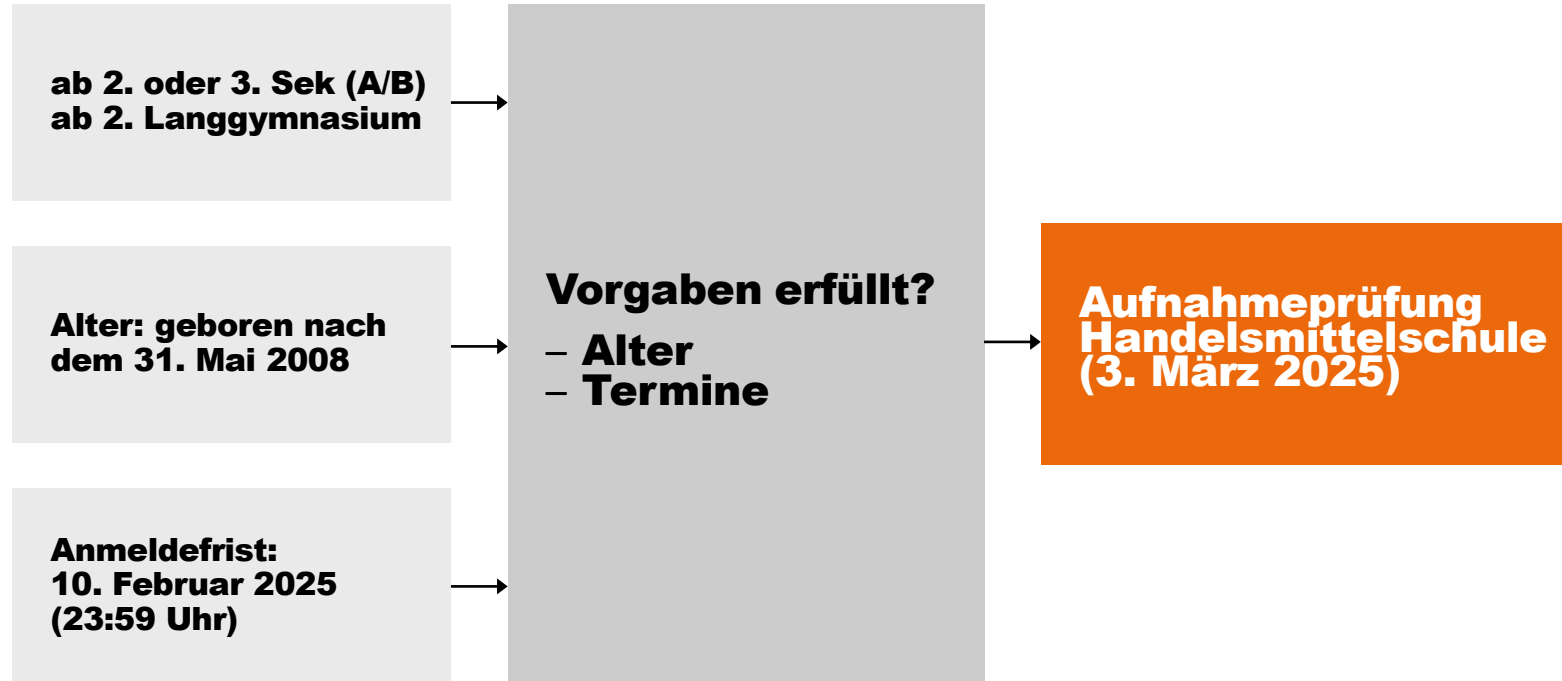 ab 2. oder 3. Sek (A/B)
ab 2. Langgymnasium
Alter: geboren nach
dem 31. Mai 2008
Anmeldefrist:
10. Februar 2025
(23:59 Uhr)
Vorgaben erfüllt?
– Alter
– Termine
Aufnahmeprüfung
Handelsmittelschule
(3. März 2025)